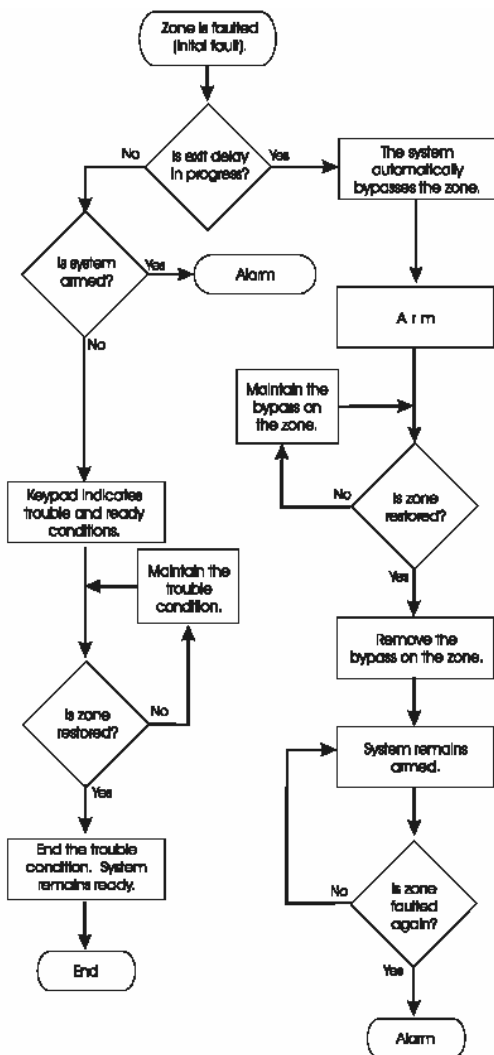 Zone is faulted
(inital fault).
Is exit delay
in progress?
No
Yes
The system
automatically
bypasses the zone.
Is system
armed?
Yes
Alarm
No
A r m
Maintain the
bypass on
the zone.
No
Is zone
restored?
Yes
Keypad indicates
trouble and ready
conditions.
Maintain the
trouble
condition.
Is zone
restored?
No
Yes
Remove the
bypass on the zone.
System remains
armed.
End the trouble
condition. System
remains ready.
End
No
Is zone
faulted
again?
Yes
Alarm